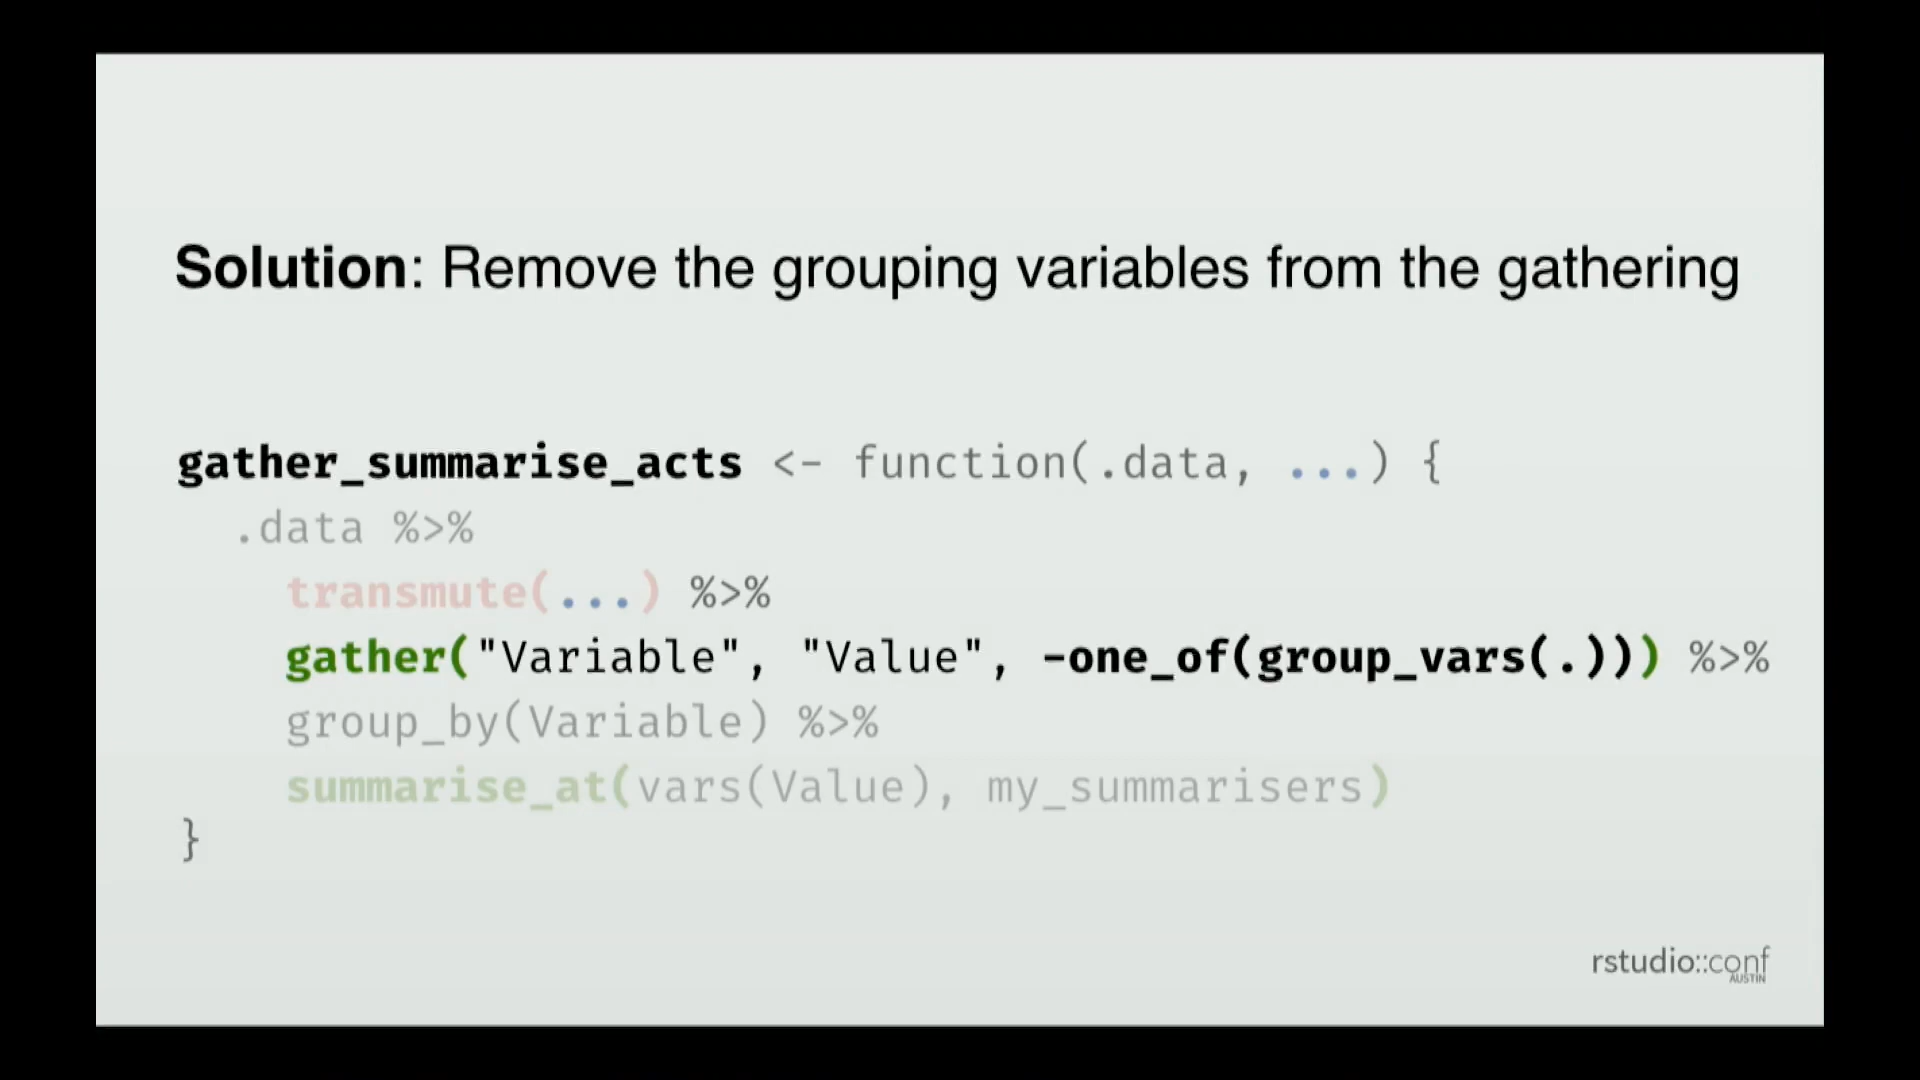 Solution: Remove the grouping variables from the gathering
gather_summarise_acts <- function(.data, ...) {
.data %>%
transmute(...) %>%
gather("Variable", "Value", -one_of(group_vars(.))) %>%
group_by(Variable) %>%
summarise_at(vars(Value), my_summarisers)
}
rstudio::conf
AUSTIN